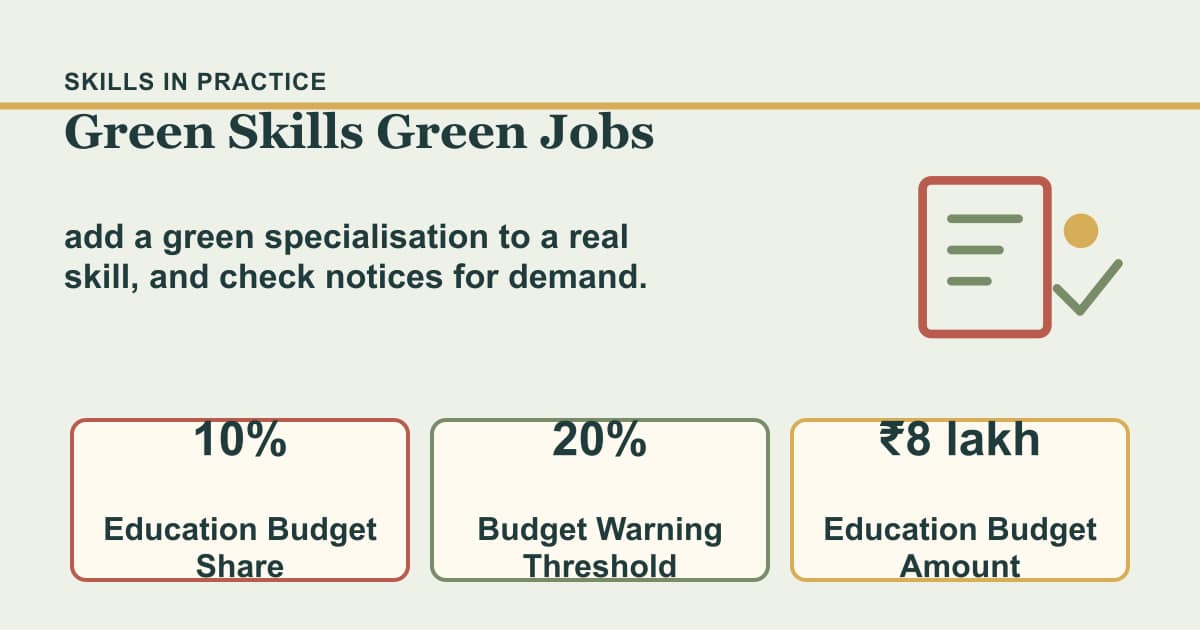 SKILLS IN PRACTICE
Green Skills Green Jobs
add a green specialisation to a real
skill, and check notices for demand.
10%
Education Budget
Share
20%
Budget Warning
Threshold
₹8 lakh
Education Budget
Amount